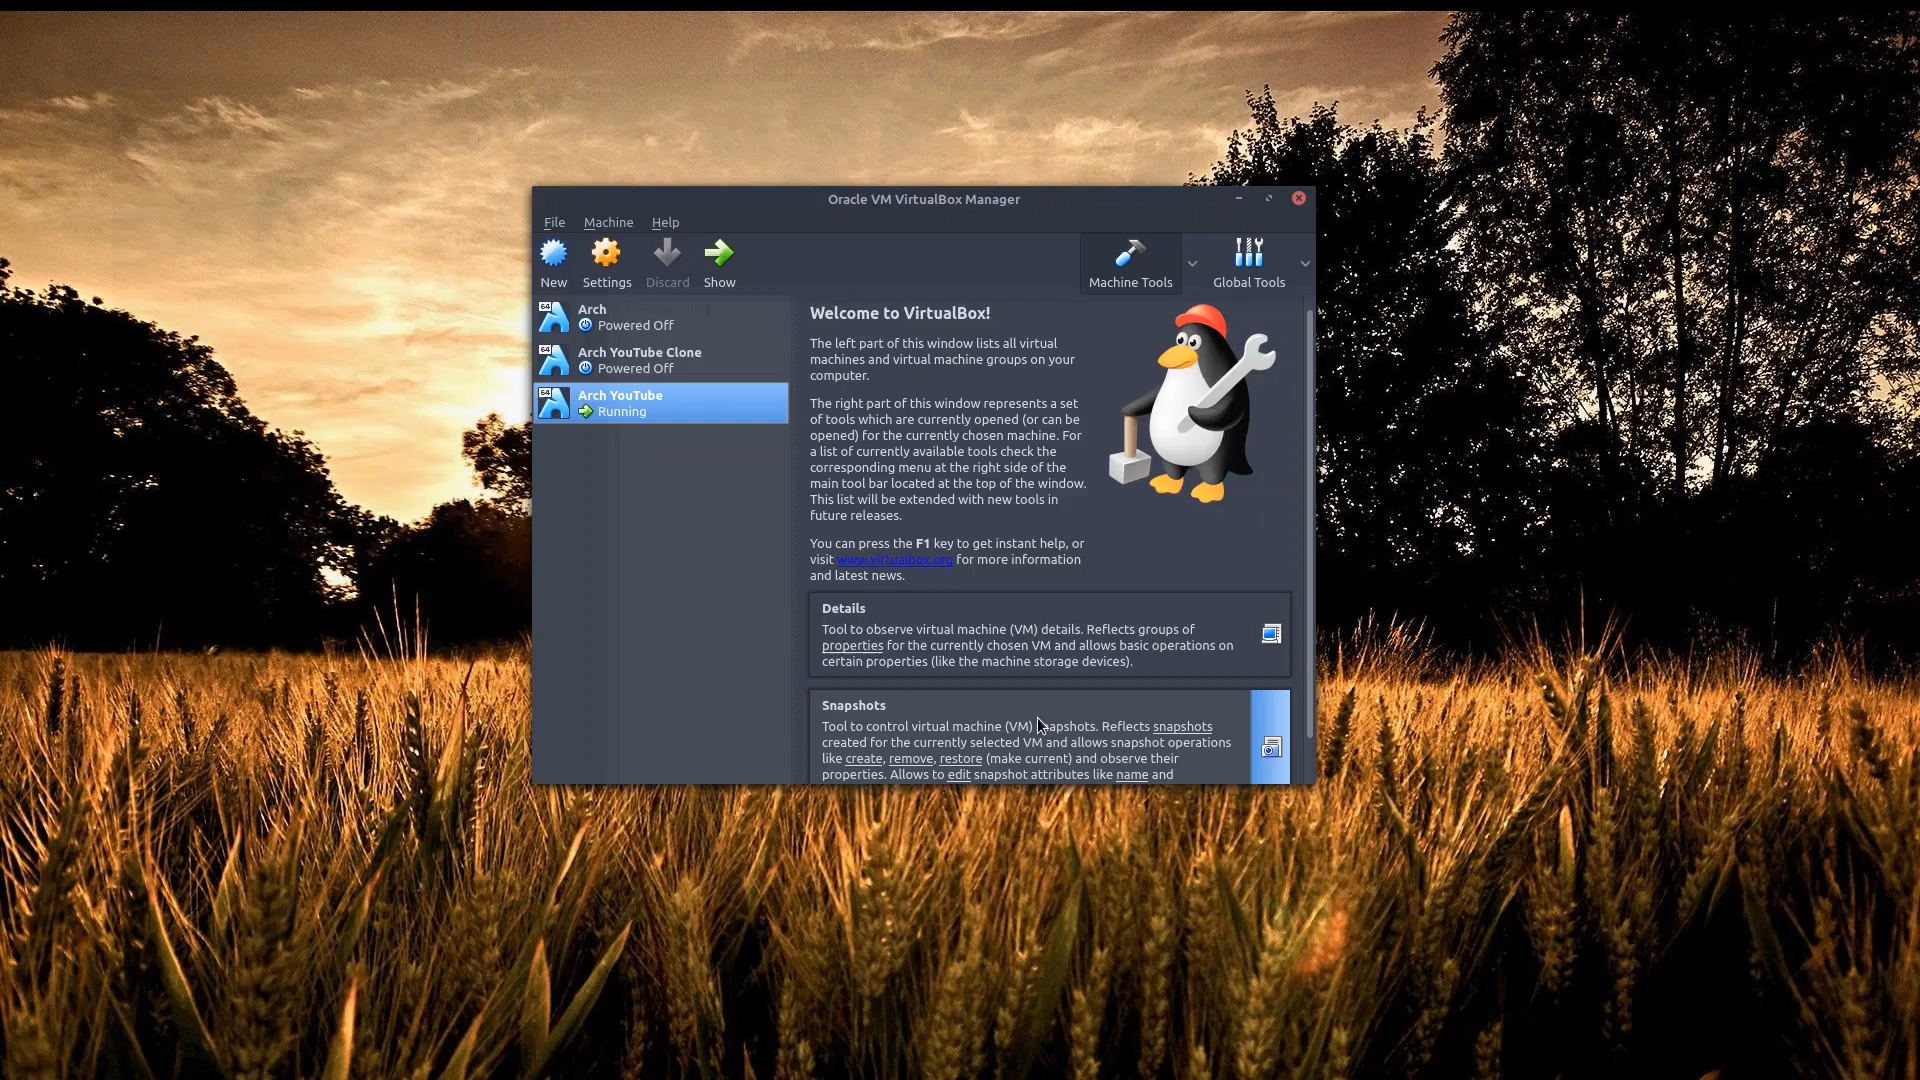 Oracle VM VirtualBox Manager
File Machine Help
New Settings Discard Show Machine Tools Global Tools
64 Arch
Powered Off
64 Arch YouTube Clone
Powered Off
64 Arch YouTube
Running
Welcome to VirtualBox!
The left part of this window lists all virtual
machines and virtual machine groups on your
computer.
The right part of this window represents a set
of tools which are currently opened (or can be
opened) for the currently chosen machine. For
a list of currently available tools check the
corresponding menu at the right side of the
main tool bar located at the top of the window.
This list will be extended with new tools in
future releases.
You can press the F1 key to get instant help, or
visit www.virtualbox.org for more information
and latest news.
Details
Tool to observe virtual machine (VM) details. Reflects groups of
properties for the currently chosen VM and allows basic operations on
certain properties (like the machine storage devices).
Snapshots
Tool to control virtual machine (VM) snapshots. Reflects snapshots
created for the currently selected VM and allows snapshot operations
like create, remove, restore (make current) and observe their
properties. Allows to edit snapshot attributes like name and